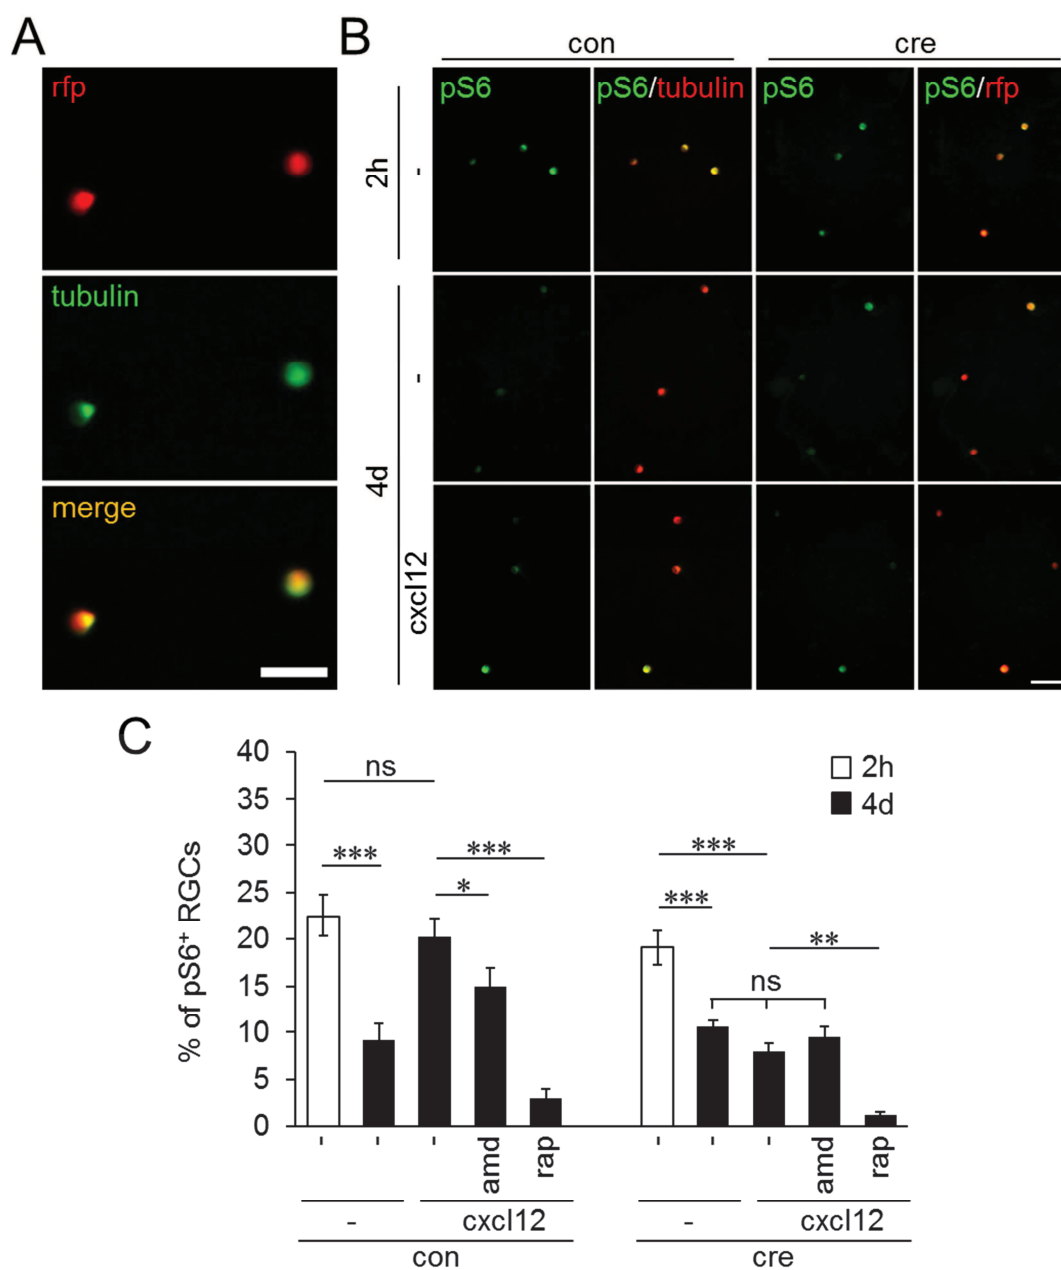 A
rfp
tubulin
merge
B
con
cre
pS6
pS6/tubulin
pS6
pS6/rfp
2h
-
4d
-
cxcl12
C
% of pS6+ RGCs
40
35
30
25
20
15
10
5
0
2h
4d
ns
***
***
*
***
***
**
ns
- - - amd rap - - - amd rap
- cxcl12 - cxcl12
con cre